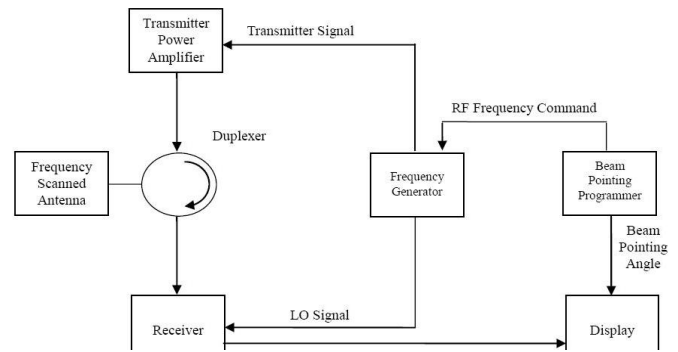 Transmitter
Power
Amplifier
Transmitter Signal
RF Frequency Command
Duplexer
Frequency
Scanned
Antenna
Frequency
Generator
Beam
Pointing
Programmer
Beam
Pointing
Angle
LO Signal
Receiver
Display